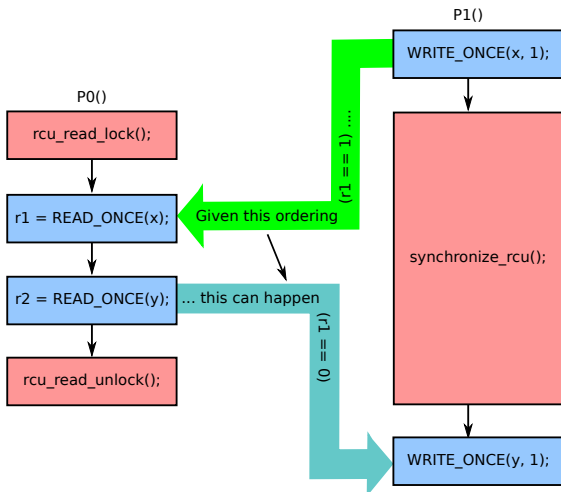 P1()
WRITE_ONCE(x, 1);
P0()
rcu_read_lock();
(r1 == 1) ....
r1 = READ_ONCE(x);
Given this ordering
synchronize_rcu();
r2 = READ_ONCE(y);
... this can happen
(r1 == 0)
rcu_read_unlock();
WRITE_ONCE(y, 1);